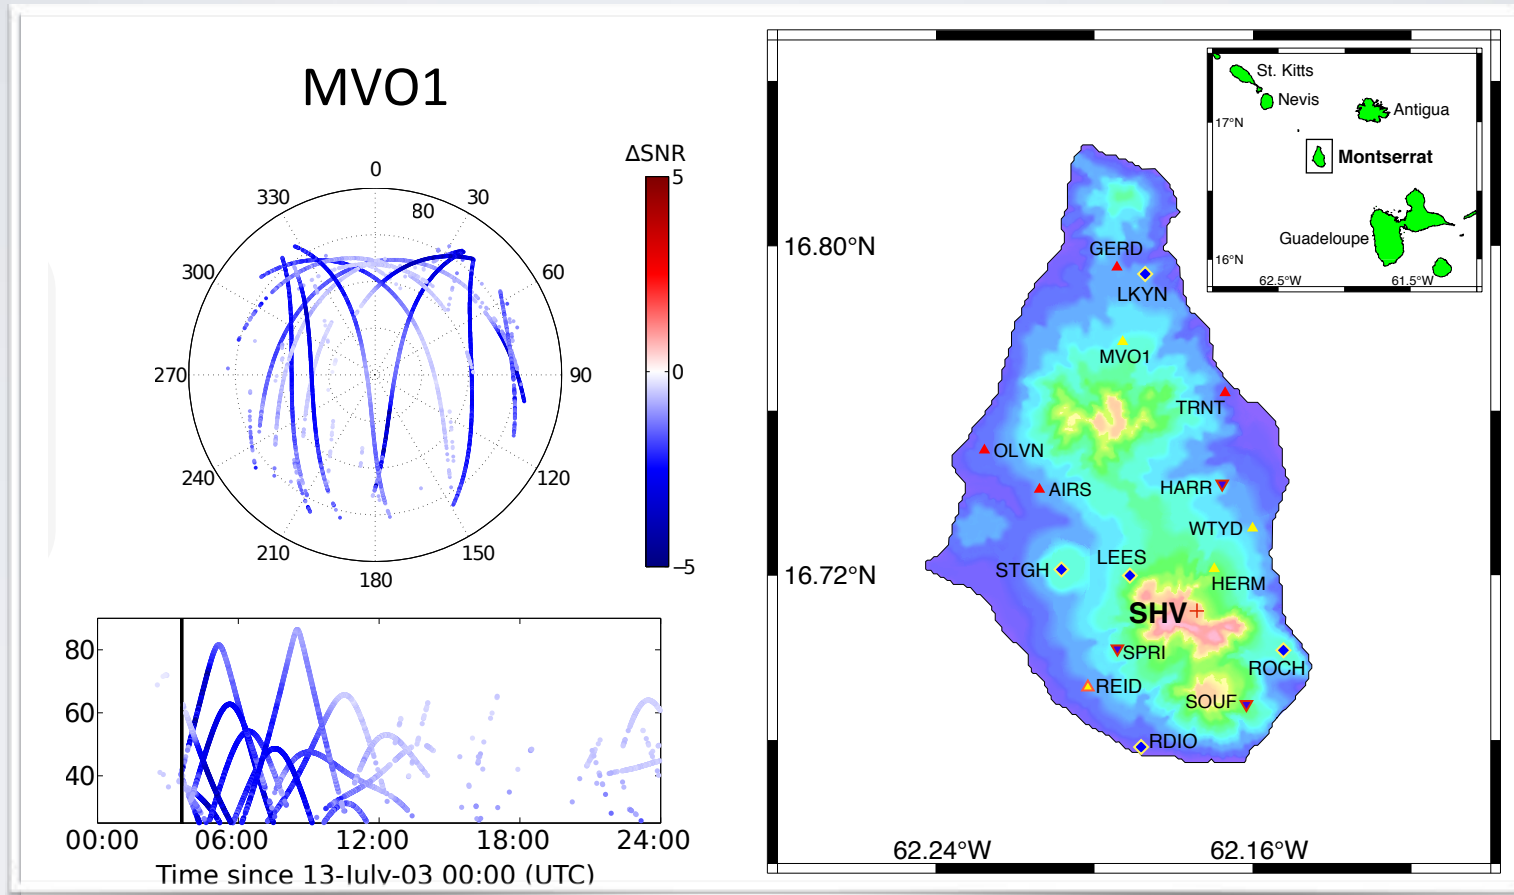 MVO1
ΔSNR
5
0
−5
0
30
60
90
120
150
180
210
240
270
300
330
80
80
60
40
00:00 06:00 12:00 18:00 24:00
Time since 13-July-03 00:00 (UTC)
16.80°N
16.72°N
62.24°W 62.16°W
GERD
LKYN
MVO1
TRNT
OLVN
AIRS
HARR
WTYD
LEES
STGH
HERM
SHV
SPRI
ROCH
REID
SOUF
RDIO
St. Kitts
Nevis
Antigua
17°N
Montserrat
Guadeloupe
16°N
62.5°W 61.5°W